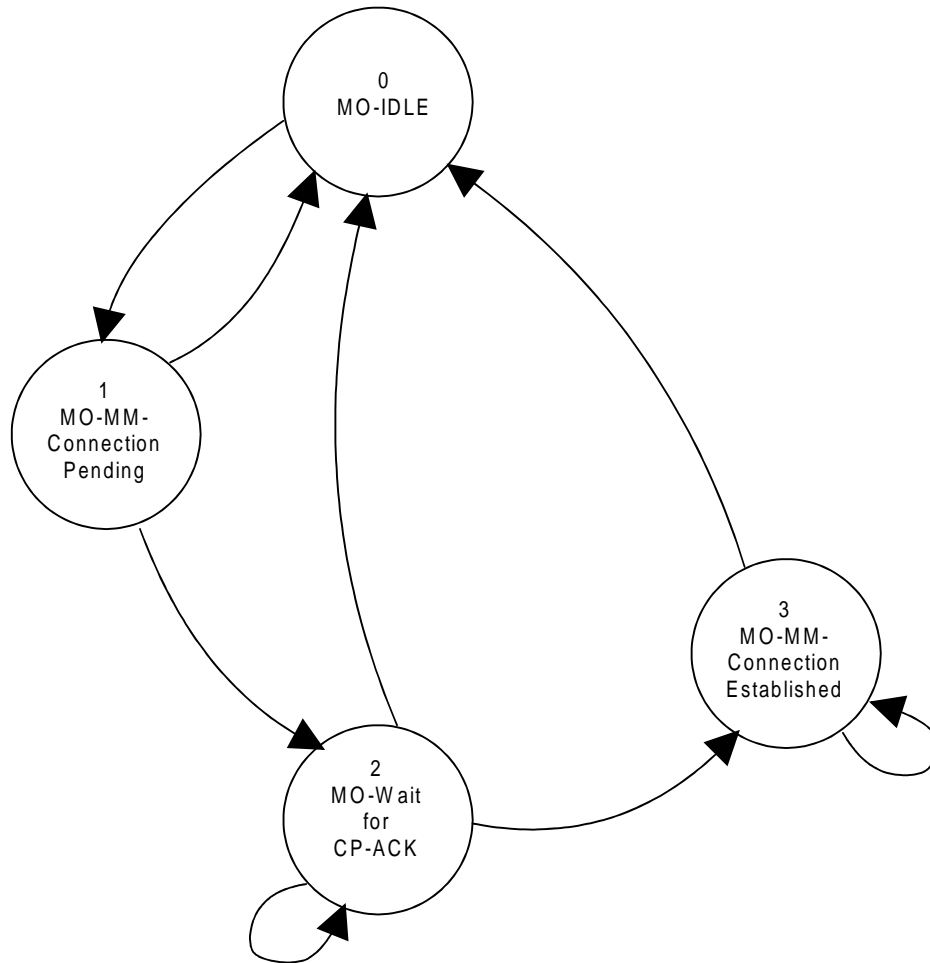 0
MO-IDLE
1
MO-MM-
Connection
Pending
2
MO-Wait
for
CP-ACK
3
MO-MM-
Connection
Established